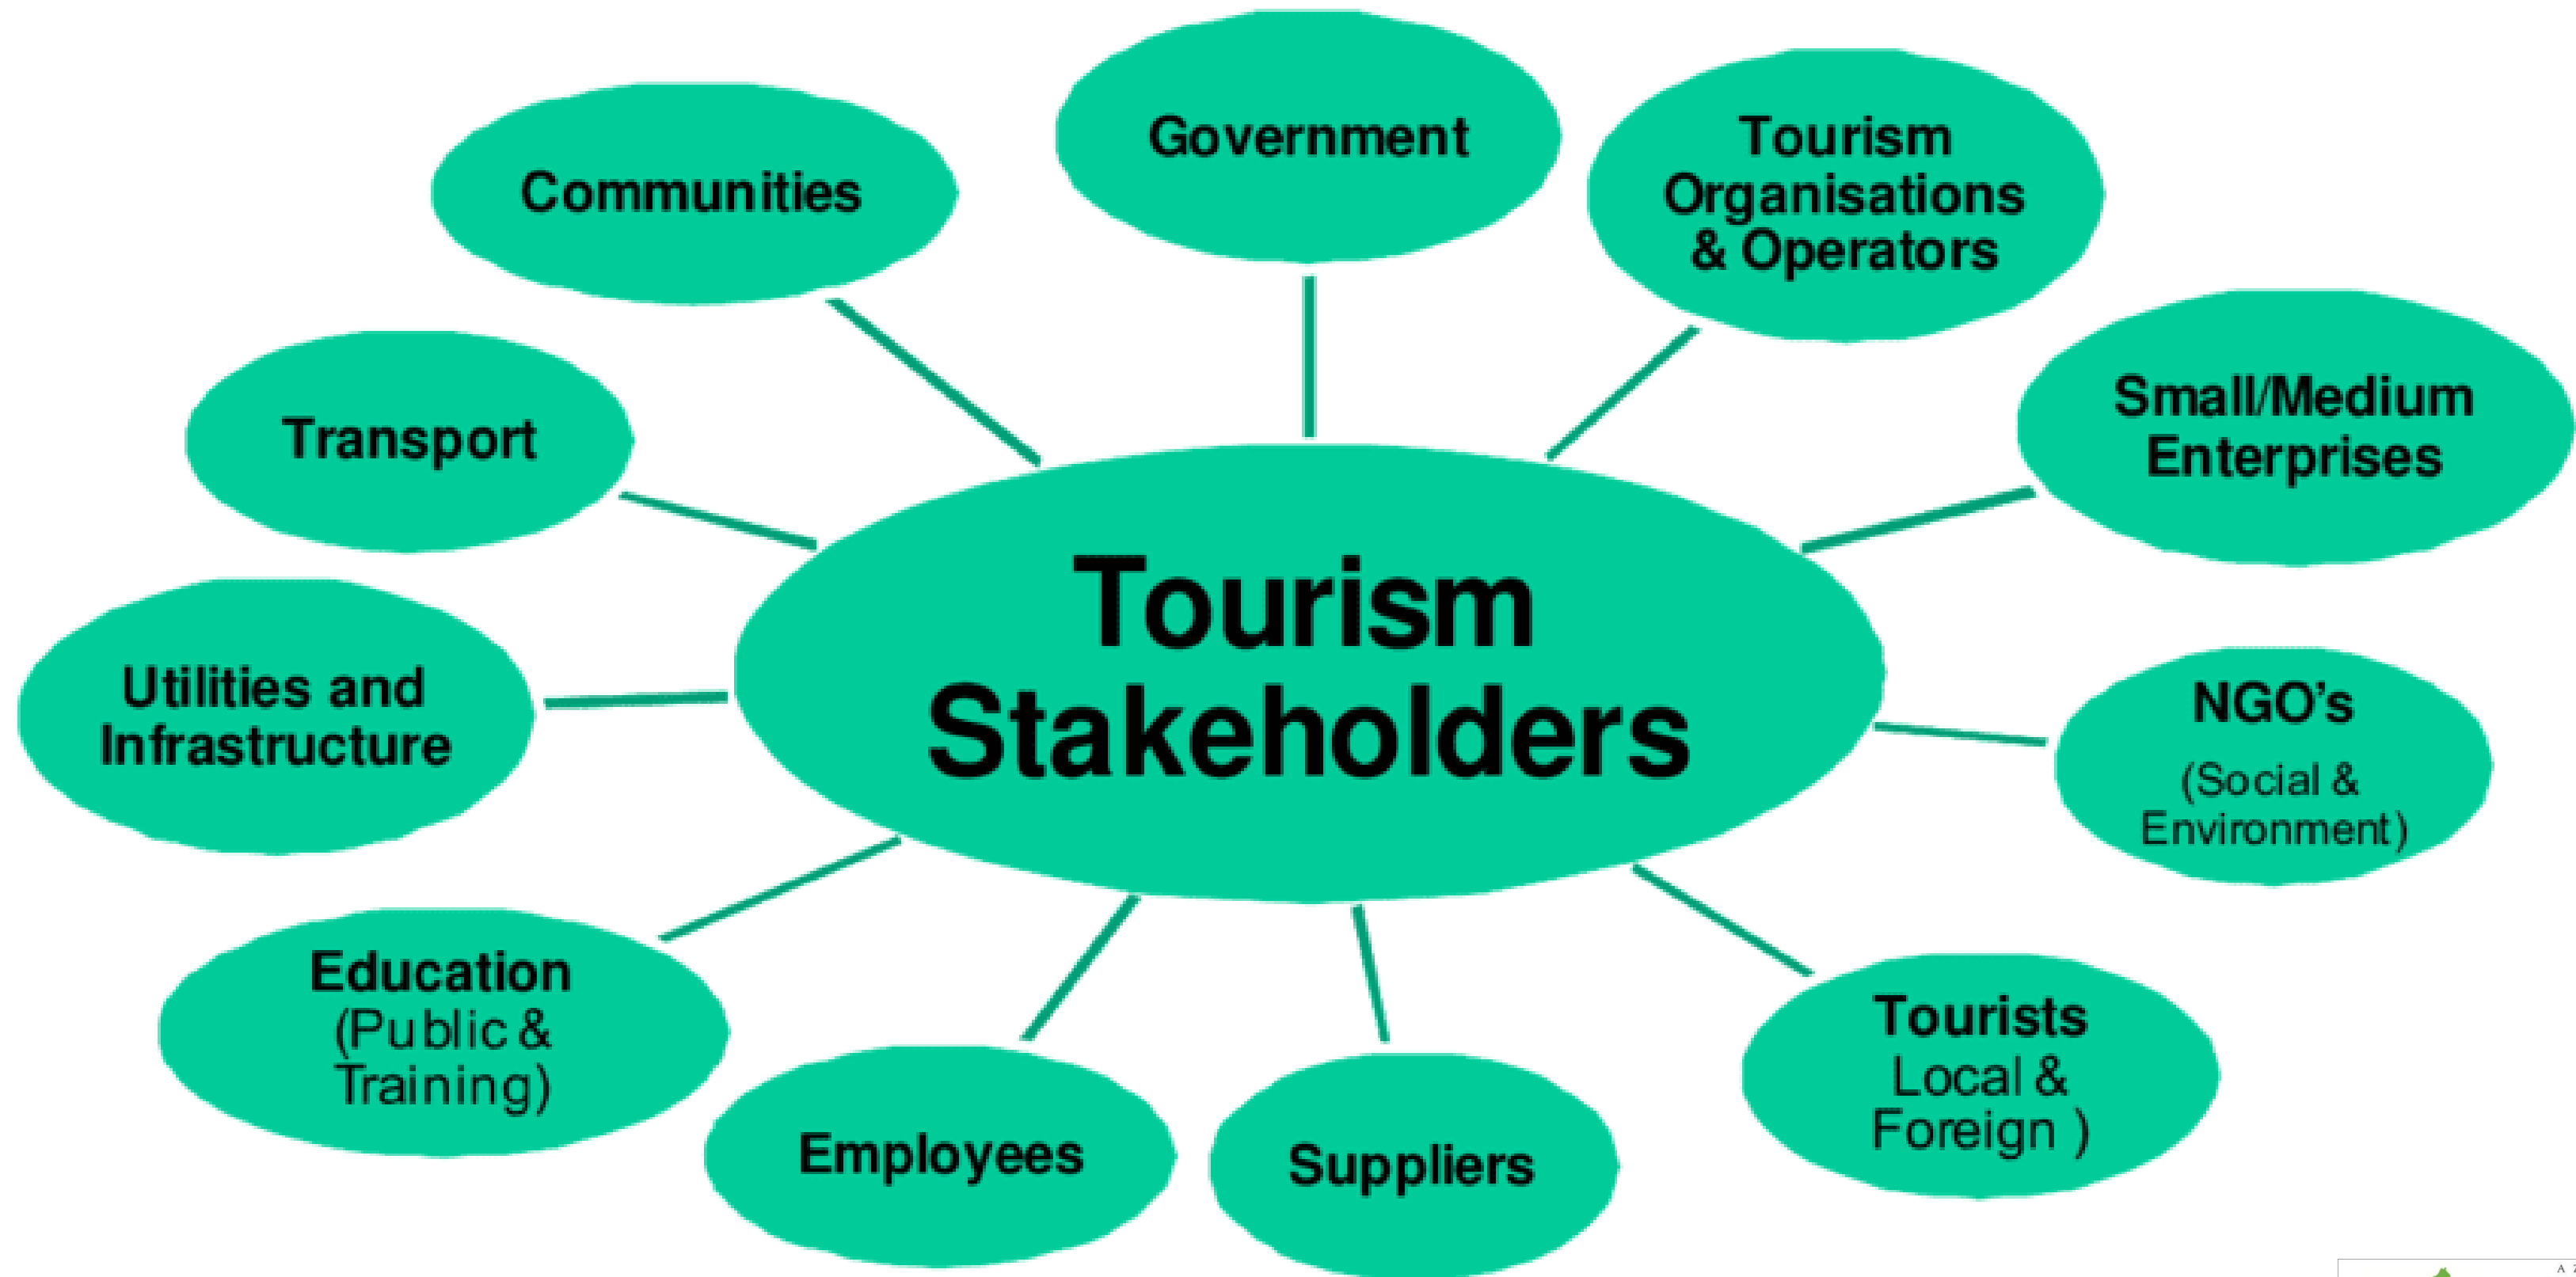 Government
Communities
Tourism
Organisations
& Operators
Transport
Small/Medium
Enterprises
Tourism
Stakeholders
Utilities and
Infrastructure
NGO’s
(Social &
Environment)
Education
(Public &
Training)
Employees
Suppliers
Tourists
Local &
Foreign )